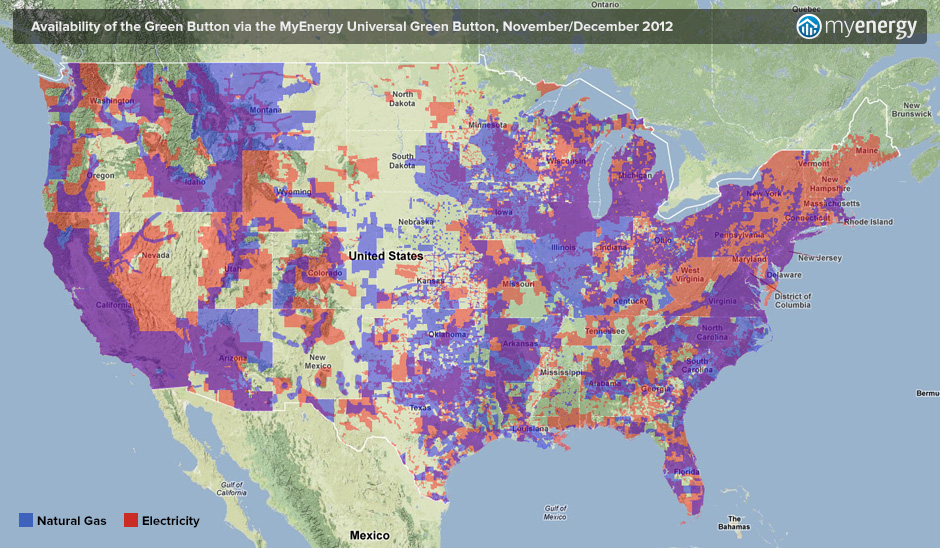 Ontario
Quebec
Availability of the Green Button via the MyEnergy Universal Green Button, November/December 2012
myenergy
Washington
Montana
North
Dakota
Minnesota
New
Brunswick
Maine
South
Dakota
Wisconsin
Michigan
Vermont
Oregon
Idaho
Wyoming
New
Hampshire
New York
Massachusetts
Connecticut
Rhode Island
Iowa
Nebraska
Pennsylvania
Ohio
Illinois
Indiana
Nevada
Utah
Colorado
United States
New Jersey
Maryland
Delaware
West
Virginia
Kansas
Missouri
District of
Columbia
Kentucky
Virginia
California
Oklahoma
Tennessee
North
Carolina
Arizona
New
Mexico
Arkansas
South
Carolina
Mississippi
Alabama
Georgia
Bermu
Texas
Louisiana
Florida
Gulf of
California
Gulf of
Mexico
The
Bahamas
Natural Gas
Electricity
Mexico